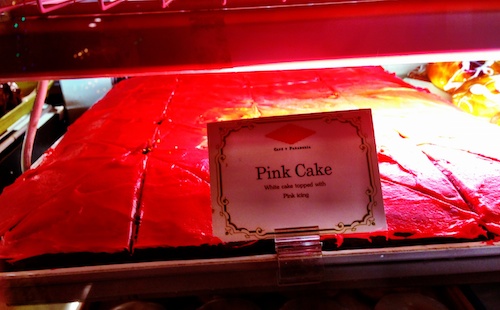 Pink Cake
White cake topped with
Pink icing